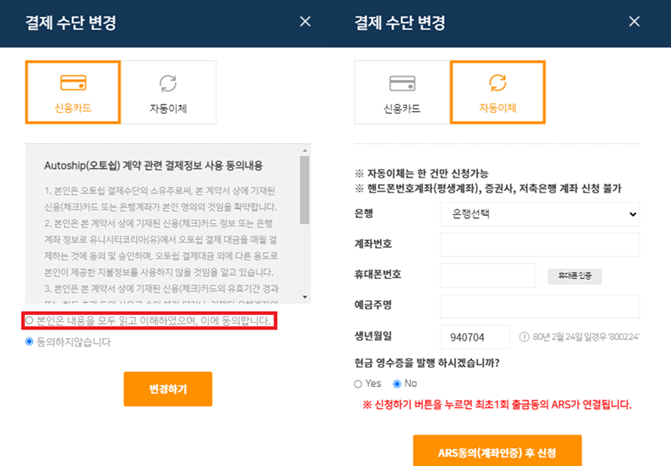 결제 수단 변경
신용카드
자동이체
Autoship(오토쉽) 계약 관련 결제정보 사용 동의내용
1. 본인은 오토쉽 결제수단의 소유주로써, 본 계약서 상에 기재된
신용(체크)카드 또는 은행계좌가 본인 명의의 것임을 확약합니다.
2. 본인은 본 계약서 상에 기재된 신용(체크)카드 정보 또는 은행
계좌 정보로 유니시티코리아(유)에서 오토쉽 결제 대금을 매월 결
제하는 것에 동의 및 승인하며, 오토쉽 결제대금 외에 다른 용도로
본인이 제공한 지불정보를 사용하지 않을 것임을 알고 있습니다.
3. 본인은 본 계약서 상에 기재된 신용(체크)카드의 유효기간 경과
본인은 내용을 모두 읽고 이해하였으며, 이에 동의합니다.
동의하지않습니다
변경하기
결제 수단 변경
신용카드
자동이체
※ 자동이체는 한 건만 신청가능
※ 핸드폰번호계좌(평생계좌), 증권사, 저축은행 계좌 신청 불가
은행 은행선택
계좌번호
휴대폰번호 휴대폰 인증
예금주명
생년월일 940704 80년 2월 24일 일경우 '800224'
현금 영수증을 발행 하시겠습니까?
Yes No
※ 신청하기 버튼을 누르면 최초1회 출금동의 ARS가 연결됩니다.
ARS동의(계좌인증) 후 신청